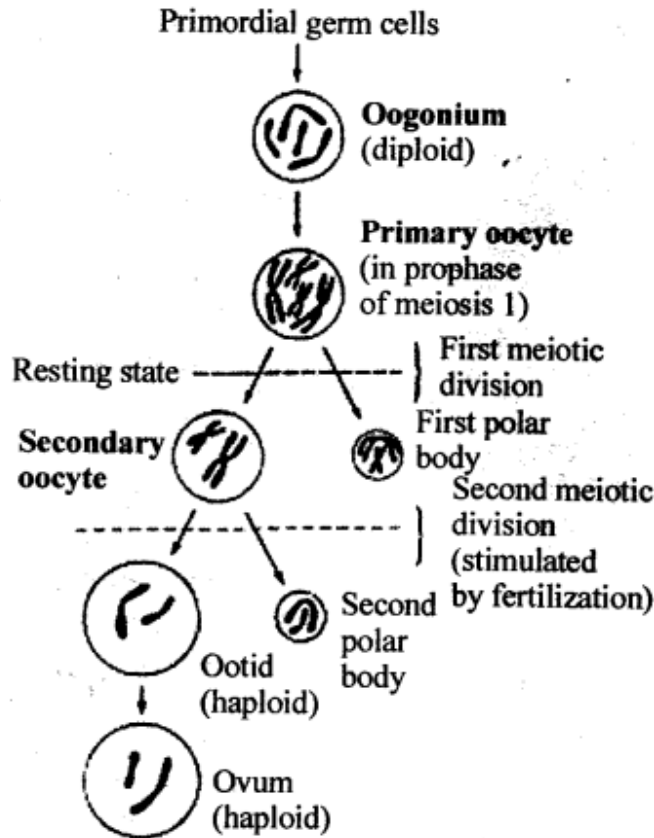 Primordial germ cells
Oogonium
(diploid)
Primary oocyte
(in prophase
of meiosis 1)
Resting state
First meiotic
division
Secondary
oocyte
First polar
body
Second meiotic
division
(stimulated
by fertilization)
Second
polar
body
Ootid
(haploid)
Ovum
(haploid)